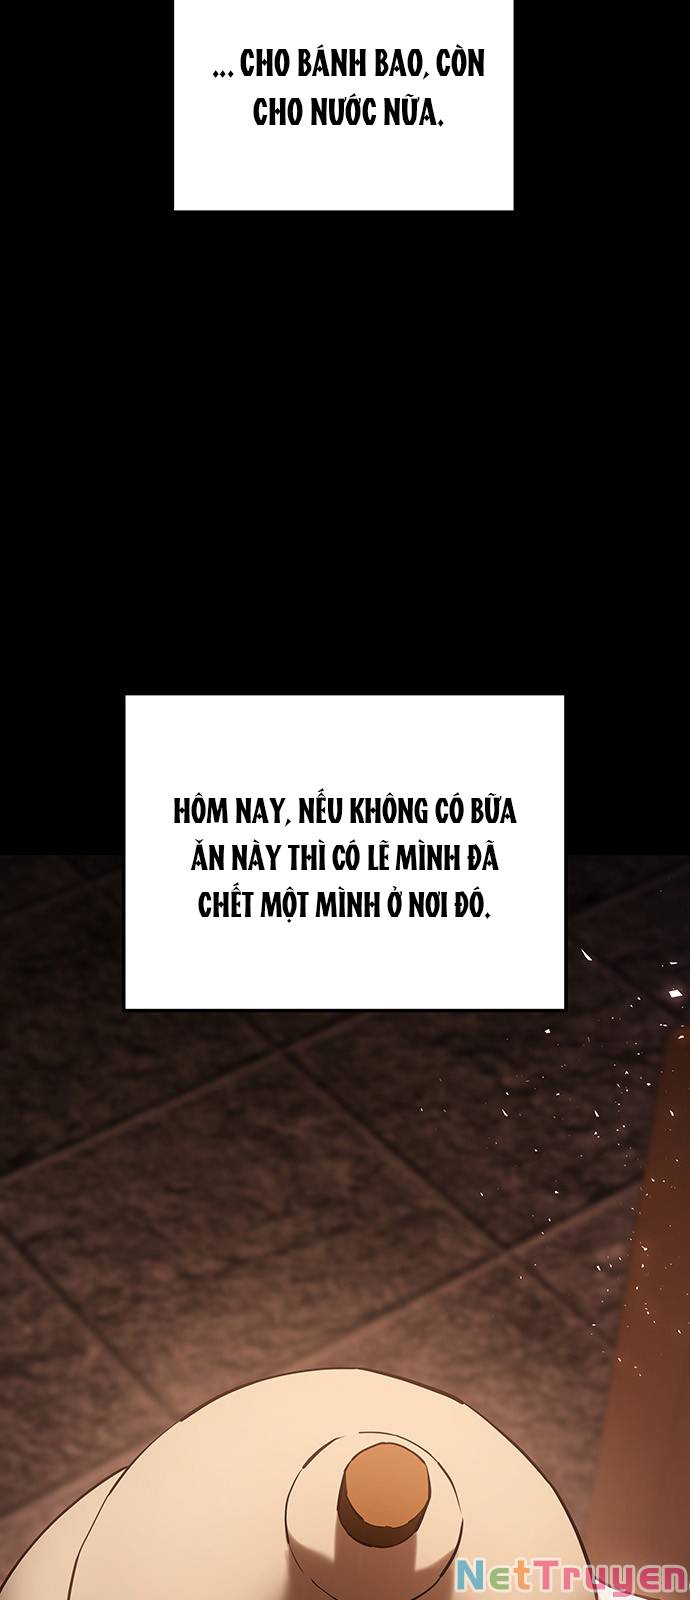 ... CHO BÁNH BAO, CÒN
CHO NƯỚC NỮA.
HÔM NAY, NẾU KHÔNG CÓ BỮA
ĂN NÀY THÌ CÓ LẼ MÌNH ĐÃ
CHẾT MỘT MÌNH Ở NƠI ĐÓ.
NETTRUYEN